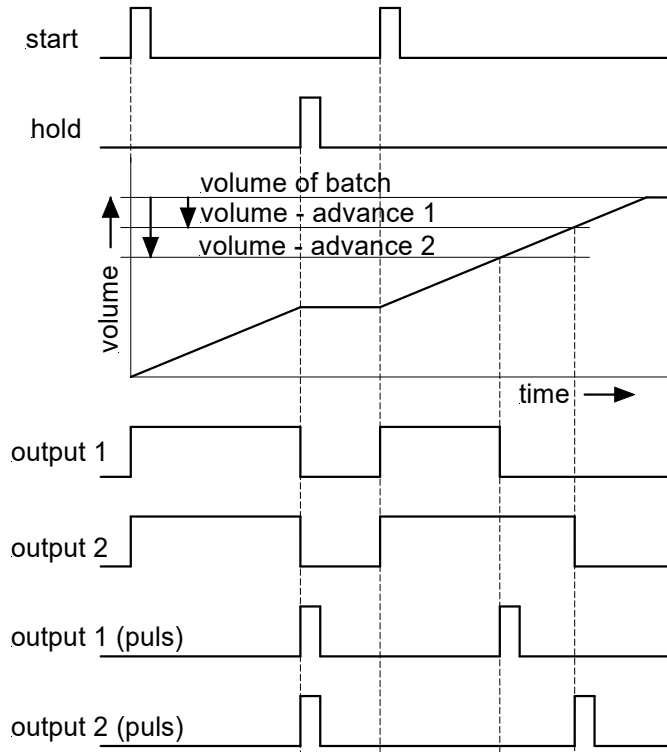 start
hold
volume of batch
volume - advance 1
volume - advance 2
volume
time
output 1
output 2
output 1 (puls)
output 2 (puls)